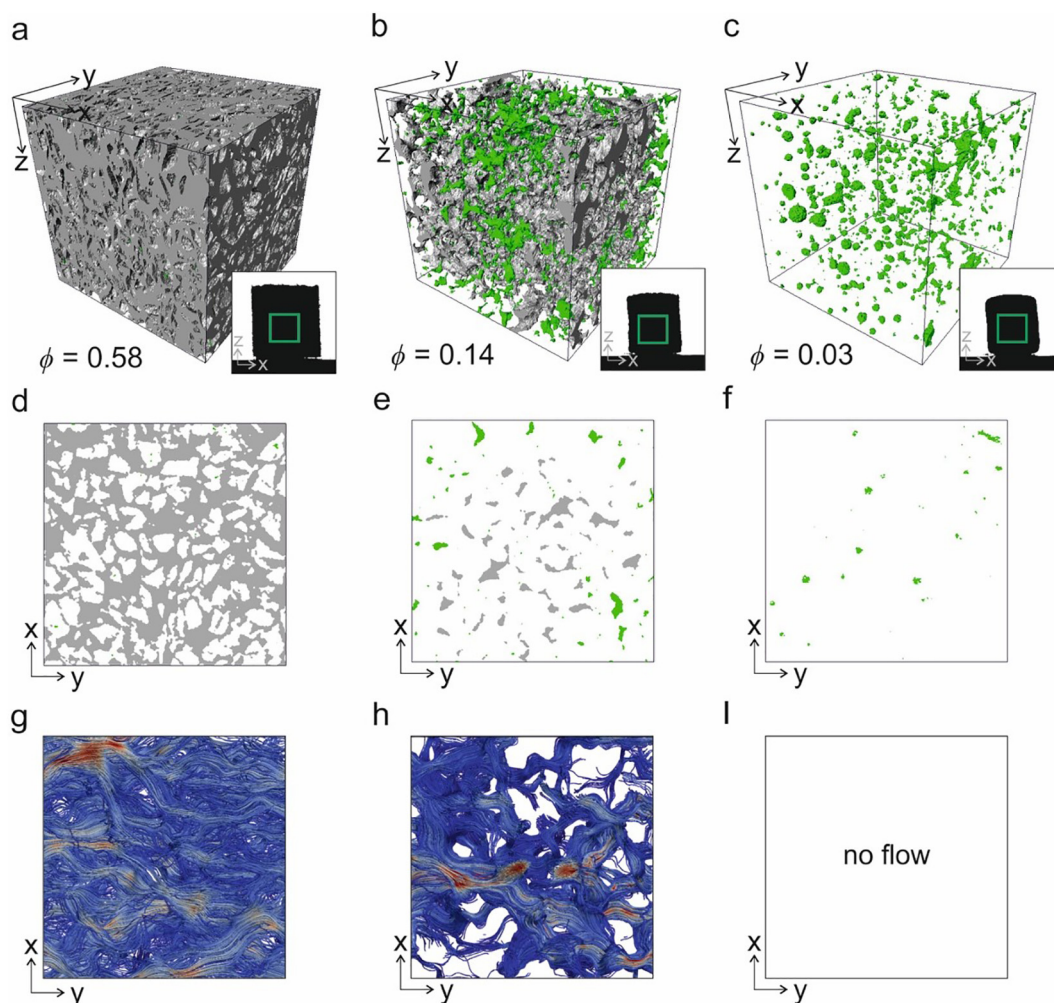 a
b
c
y
x
z
y
x
z
y
x
z
z
x
z
x
z
x
ϕ = 0.58
ϕ = 0.14
ϕ = 0.03
d
e
f
x
y
x
y
x
y
g
h
I
no flow
x
y
x
y
x
y